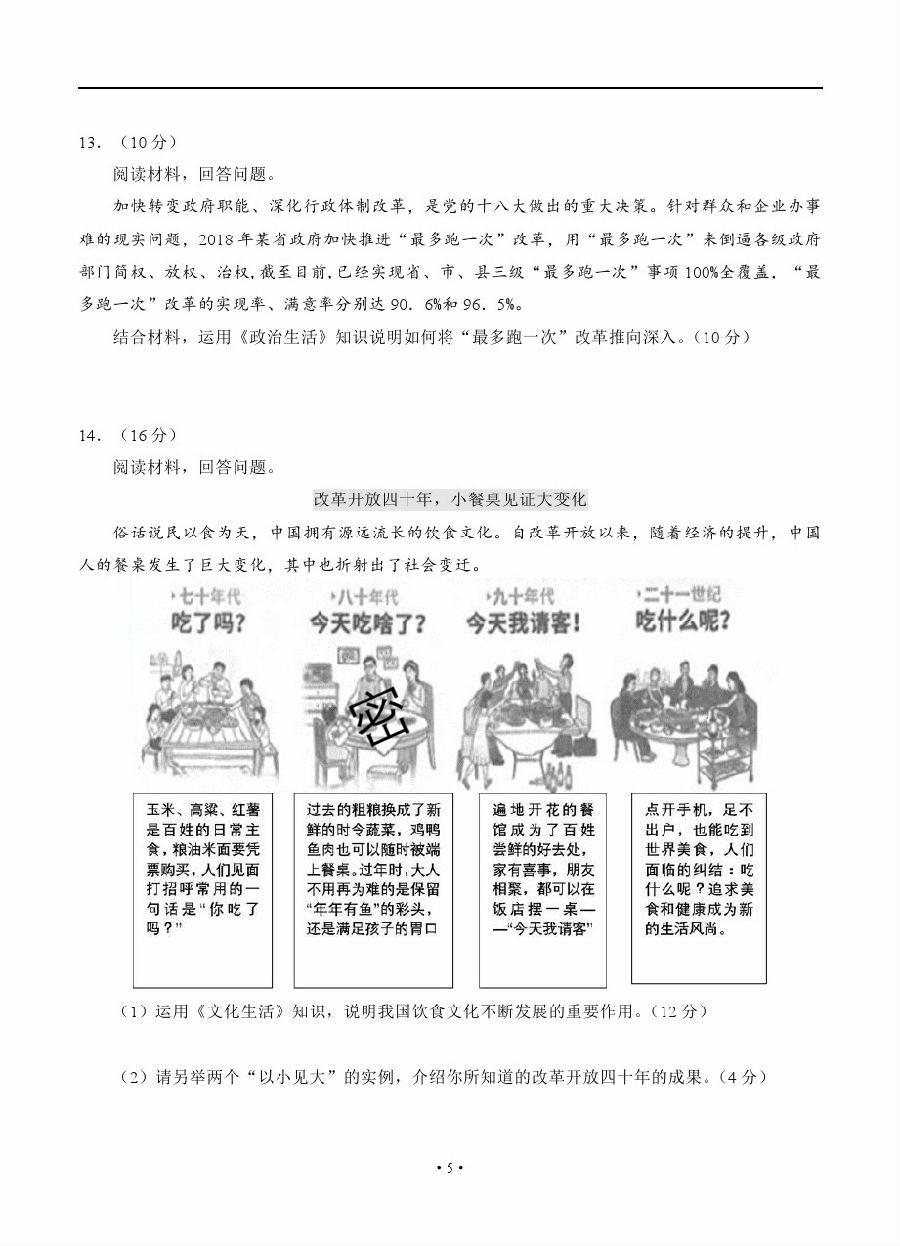 13．（10分）
阅读材料，回答问题。
加快转变政府职能、深化行政体制改革，是党的十八大做出的重大决策。针对群众和企业办事
难的现实问题，2018年某省政府加快推进“最多跑一次”改革，用“最多跑一次”来倒逼各级政府
部门简权、放权、治权，截至目前，已经实现省、市、县三级“最多跑一次”事项100%全覆盖，“最
多跑一次”改革的实现率、满意率分别达90．6%和96．5%。
结合材料，运用《政治生活》知识说明如何将“最多跑一次”改革推向深入。（10分）
14．（16分）
阅读材料，回答问题。
改革开放四十年，小餐桌见证大变化
俗话说民以食为天，中国拥有源远流长的饮食文化。自改革开放以来，随着经济的提升，中国
人的餐桌发生了巨大变化，其中也折射出了社会变迁。
七十年代
吃了吗？
玉米、高粱、红薯
是百姓的日常主
食，粮油米面要凭
票购买，人们见面
打招呼常用的一
句话是“你吃了
吗？”
八十年代
今天吃啥了？
密
过去的粗粮换成了新
鲜的时令蔬菜，鸡鸭
鱼肉也可以随时被端
上餐桌。过年时，大人
不用再为难的是保留
“年年有鱼”的彩头，
还是满足孩子的胃口
九十年代
今天我请客！
遍地开花的餐
馆成为了百姓
尝鲜的好去处，
家有喜事，朋友
相聚，都可以在
饭店摆一桌—
—“今天我请客”
二十一世纪
吃什么呢？
点开手机，足不
出户，也能吃到
世界美食，人们
面临的纠结：吃
什么呢？追求美
食和健康成为新
的生活风尚。
（1）运用《文化生活》知识，说明我国饮食文化不断发展的重要作用。（12分）
（2）请另举两个“以小见大”的实例，介绍你所知道的改革开放四十年的成果。（4分）
·5·